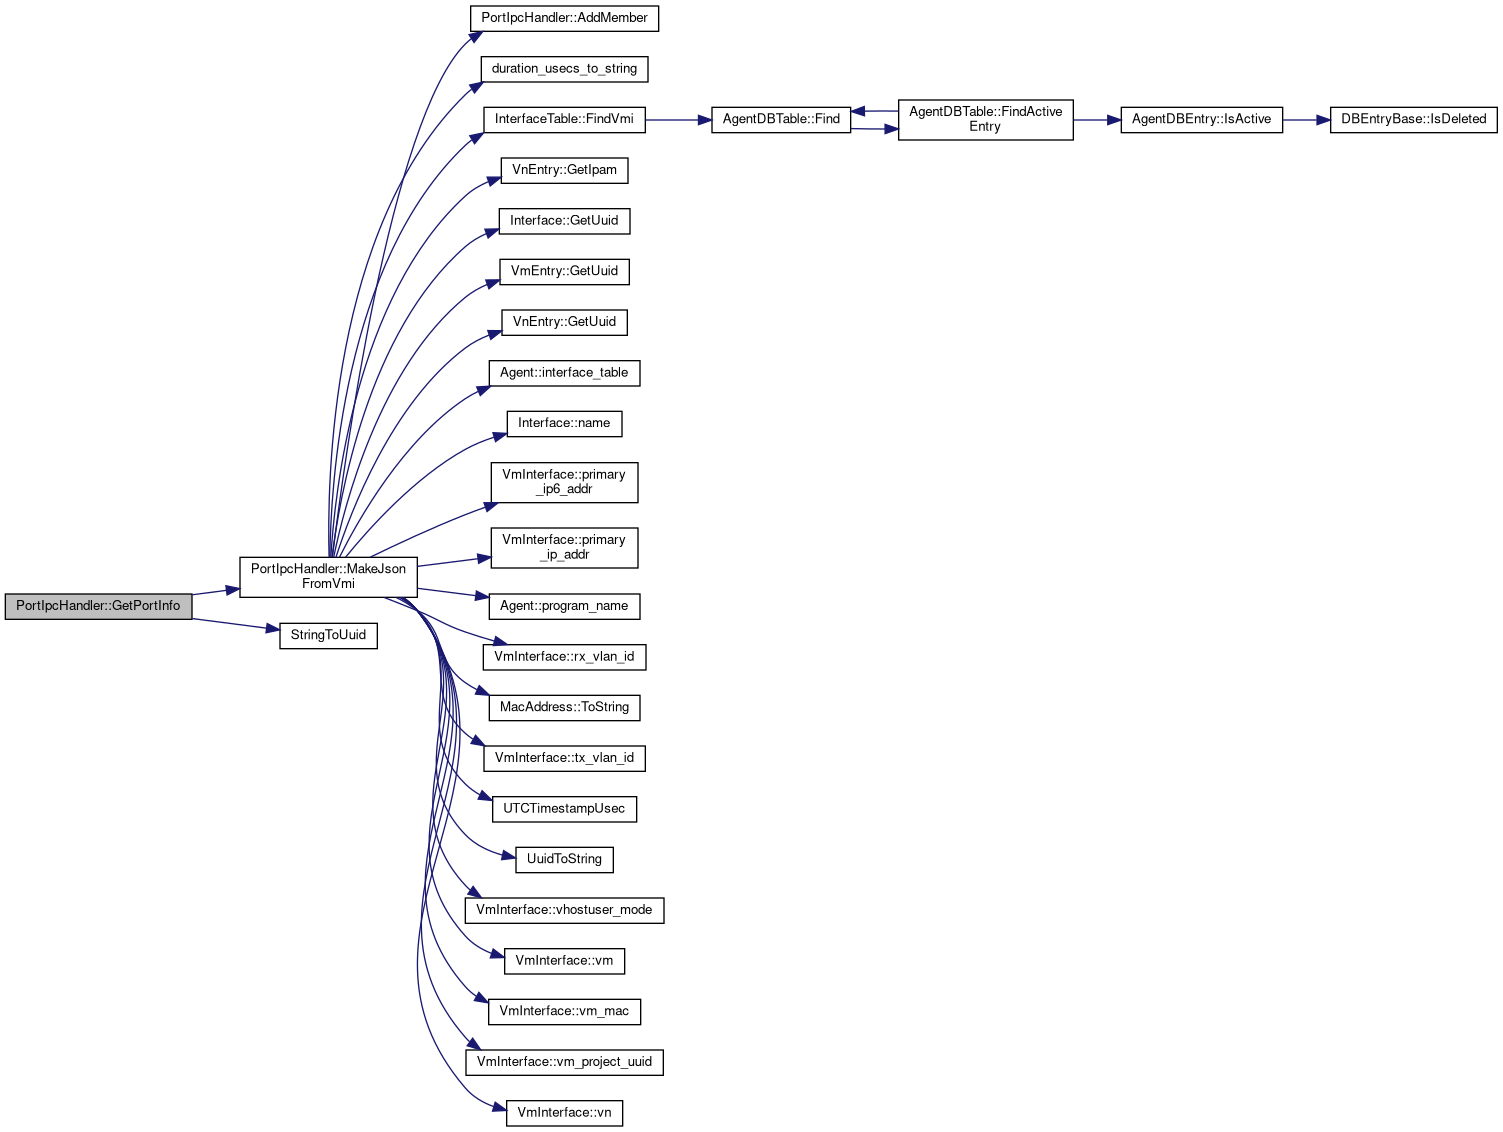 PortIpcHandler::AddMember
duration_usecs_to_string
InterfaceTable::FindVmi
AgentDBTable::Find
AgentDBTable::FindActive
Entry
AgentDBEntry::IsActive
DBEntryBase::IsDeleted
VnEntry::GetIpam
Interface::GetUuid
VmEntry::GetUuid
VnEntry::GetUuid
Agent::interface_table
Interface::name
VmInterface::primary
_ip6_addr
VmInterface::primary
_ip_addr
PortIpcHandler::MakeJson
FromVmi
PortIpcHandler::GetPortInfo
Agent::program_name
StringToUuid
VmInterface::rx_vlan_id
MacAddress::ToString
VmInterface::tx_vlan_id
UTCTimestampUsec
UuidToString
VmInterface::vhostuser_mode
VmInterface::vm
VmInterface::vm_mac
VmInterface::vm_project_uuid
VmInterface::vn